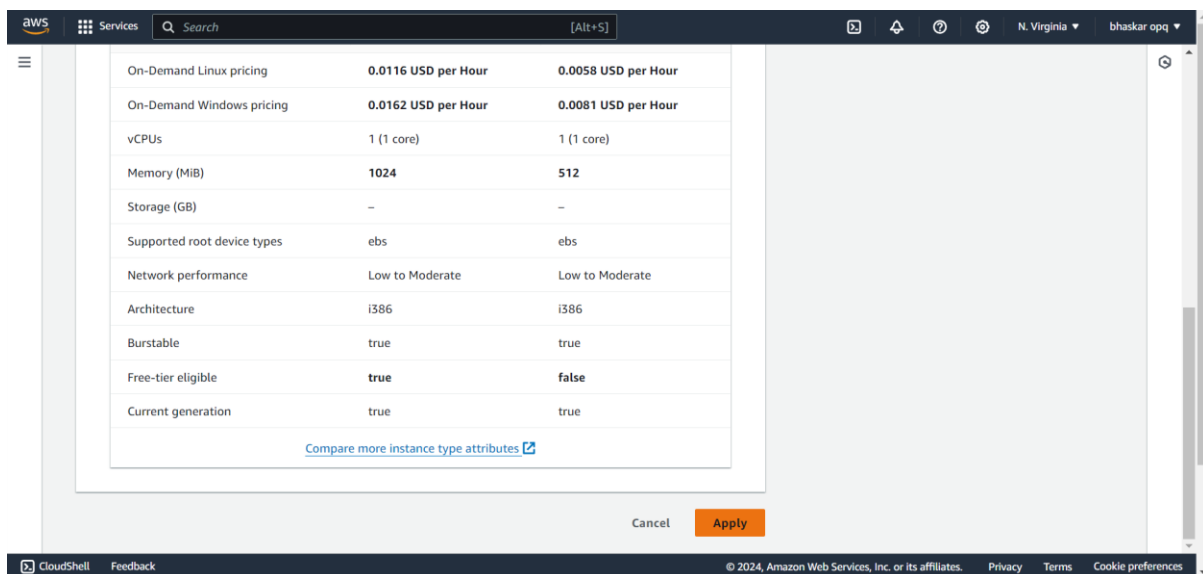 aws Services Search [Alt+S] N. Virginia bhaskar opq
On-Demand Linux pricing 0.0116 USD per Hour 0.0058 USD per Hour
On-Demand Windows pricing 0.0162 USD per Hour 0.0081 USD per Hour
vCPUs 1 (1 core) 1 (1 core)
Memory (MiB) 1024 512
Storage (GB) – –
Supported root device types ebs ebs
Network performance Low to Moderate Low to Moderate
Architecture i386 i386
Burstable true true
Free-tier eligible true false
Current generation true true
Compare more instance type attributes
Cancel Apply
CloudShell Feedback © 2024, Amazon Web Services, Inc. or its affiliates. Privacy Terms Cookie preferences